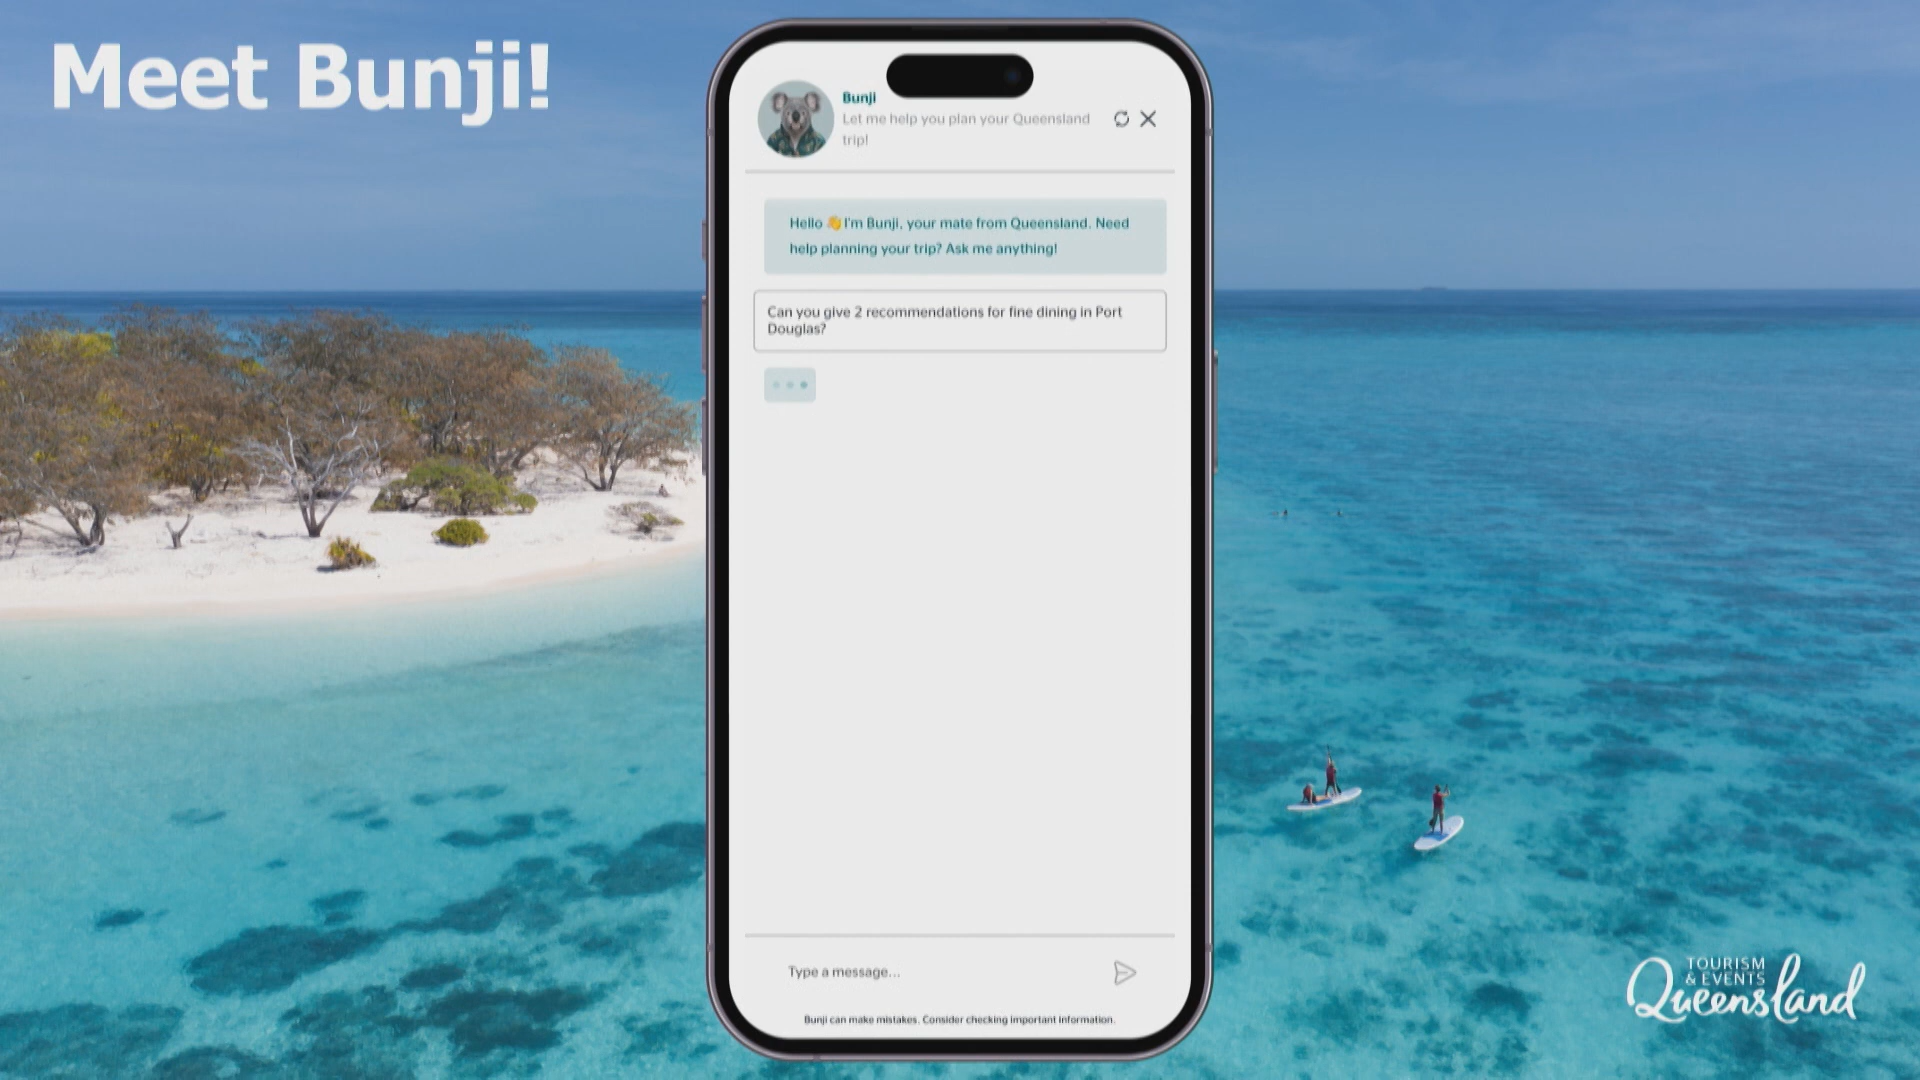 Meet Bunji!
Bunji
Let me help you plan your Queensland
trip!
Hello 👋 I'm Bunji, your mate from Queensland. Need
help planning your trip? Ask me anything!
Can you give 2 recommendations for fine dining in Port
Douglas?
Type a message...
Bunji can make mistakes. Consider checking important information.
TOURISM
& EVENTS
Queensland